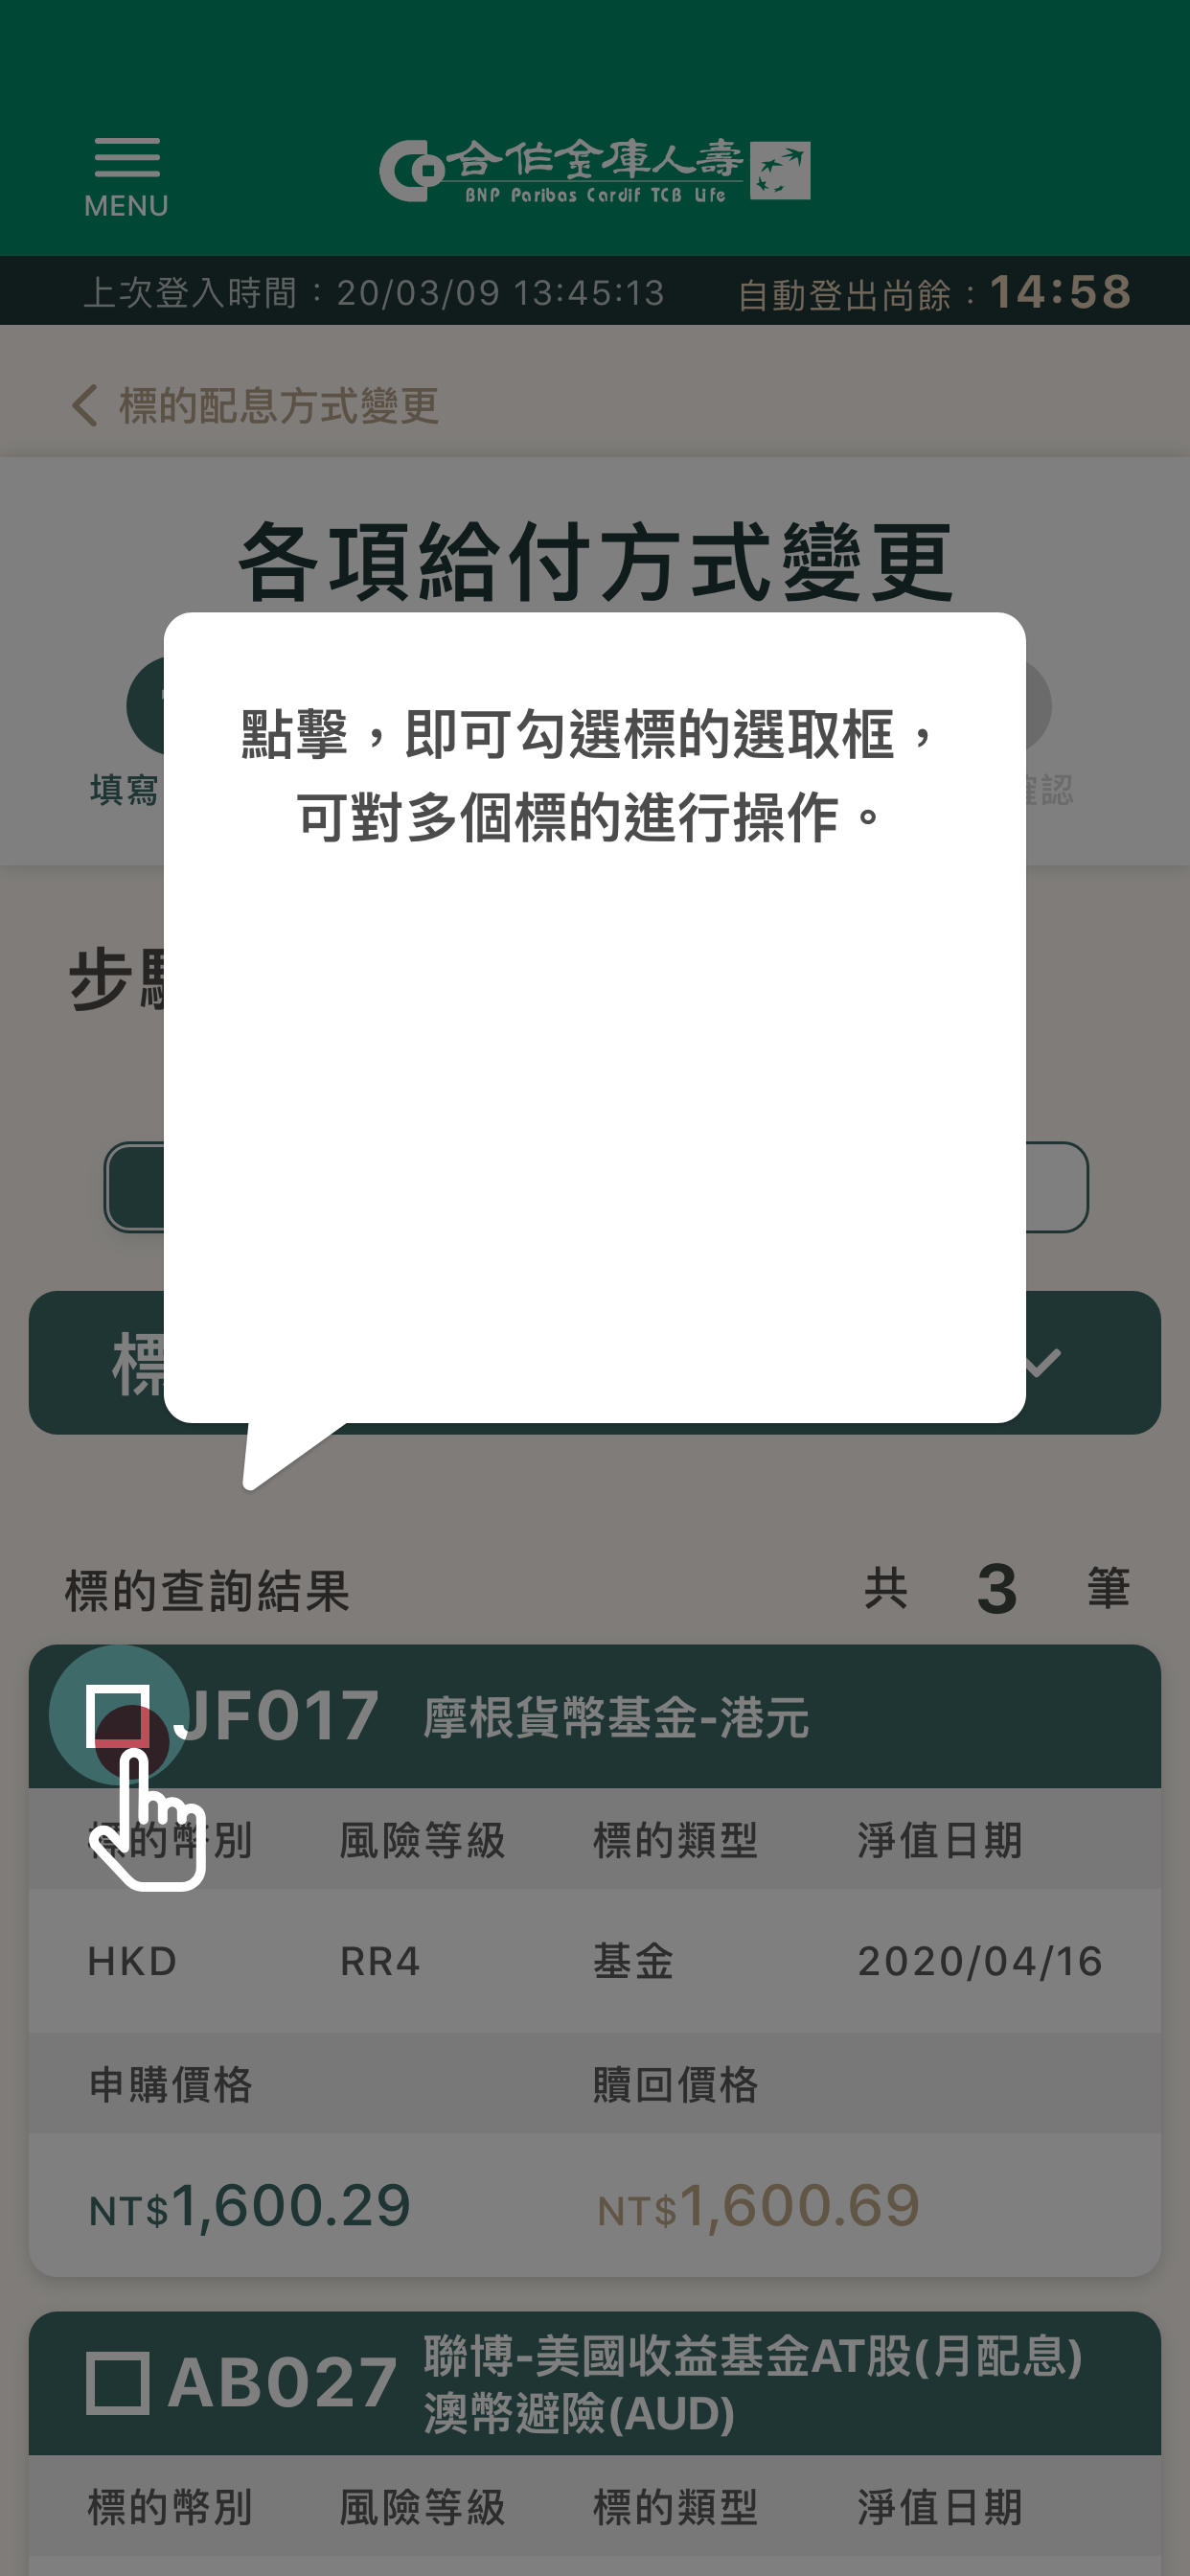 MENU
合作金庫人壽
BNP Paribas Cardif TCB Life
上次登入時間：20/03/09 13:45:13
自動登出尚餘：14:58
標的配息方式變更
各項給付方式變更
點擊，即可勾選標的選取框，
可對多個標的進行操作。
填寫
確認
步
標
標的查詢結果
共 3 筆
JF017 摩根貨幣基金-港元
標的幣別 風險等級 標的類型 淨值日期
HKD RR4 基金 2020/04/16
申購價格 贖回價格
NT$1,600.29 NT$1,600.69
AB027 聯博-美國收益基金AT股(月配息)
澳幣避險(AUD)
標的幣別 風險等級 標的類型 淨值日期